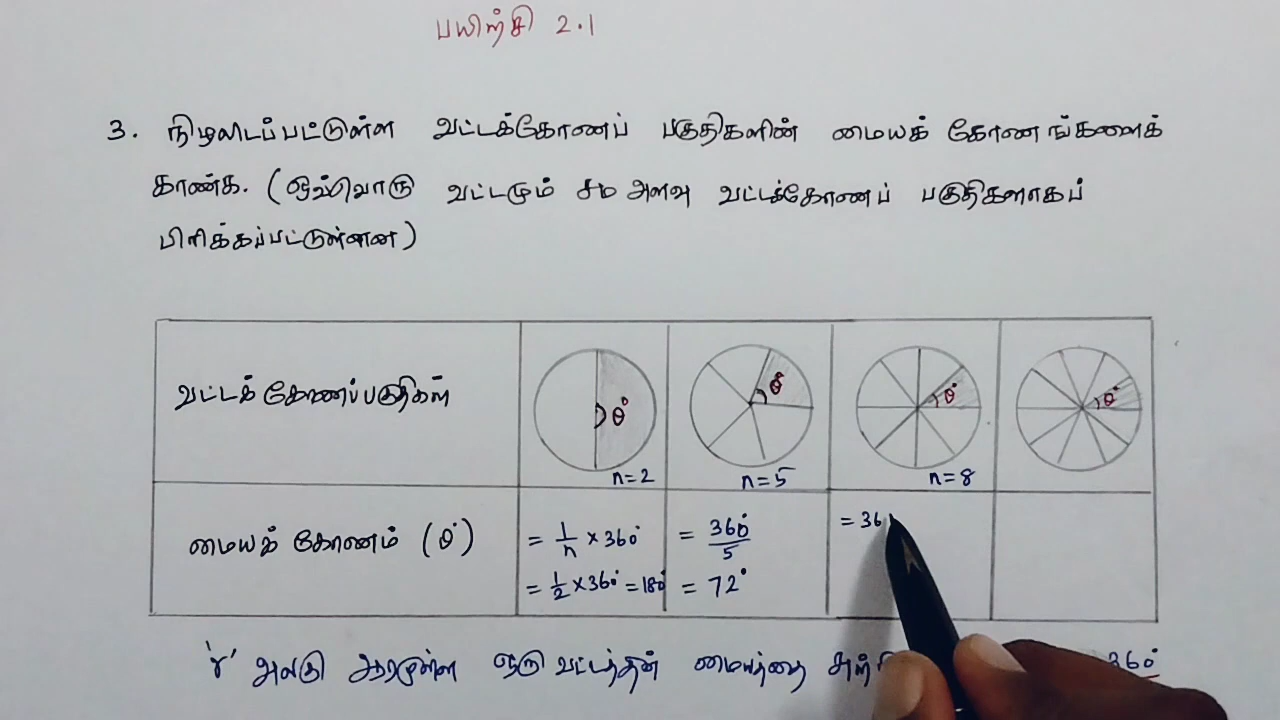 பயிற்சி 2.1
3. நிழலிடப்பட்டுள்ள வட்டக்கோணப் பகுதிகளின் மையக் கோணங்களைக்
காண்க. (ஒவ்வொரு வட்டமும் சம அளவு வட்டக்கோணப் பகுதிகளாகப்
பிரிக்கப்பட்டுள்ளன)
வட்டக் கோணப்பகுதிகள்
θ° θ° θ° θ°
n=2 n=5 n=8
மையக் கோணம் (θ°)
= 1/n × 360° = 360°/5 = 36
= 1/2 × 360° = 180° = 72°
'r' அலகு ஆரமுள்ள ஒரு வட்டத்தின் மையத்தை 360°